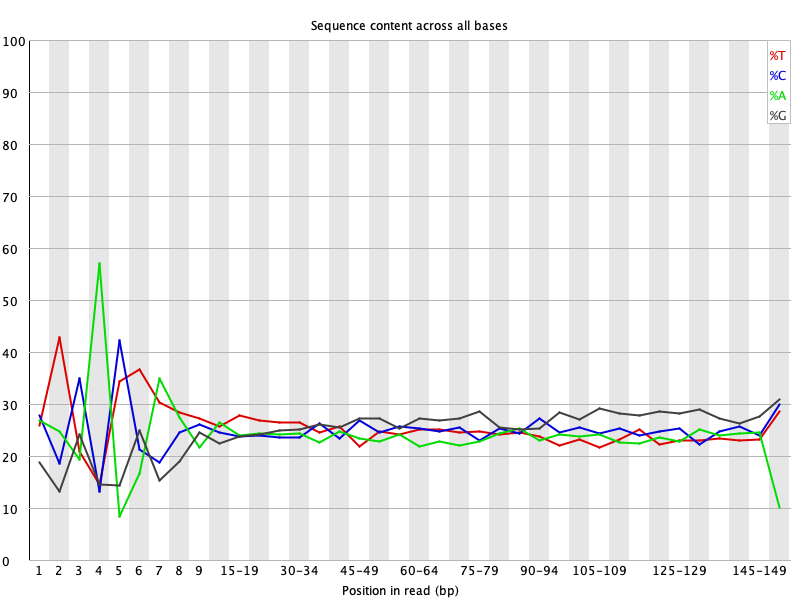 Sequence content across all bases
100
90
80
70
60
50
40
30
20
10
0
%T
%C
%A
%G
1 2 3 4 5 6 7 8 9 15-19 30-34 45-49 60-64 75-79 90-94 105-109 125-129 145-149
Position in read (bp)